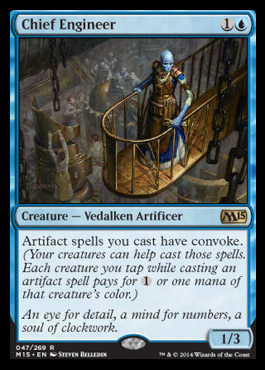 Chief Engineer 1
Creature — Vedalken Artificer M15
Artifact spells you cast have convoke.
(Your creatures can help cast those spells.
Each creature you tap while casting an
artifact spell pays for 1 or one mana of
that creature's color.)
An eye for detail, a mind for numbers, a
soul of clockwork.
1/3
047/269 R
M15 • EN Steven Belledin ™ & © 2014 Wizards of the Coast